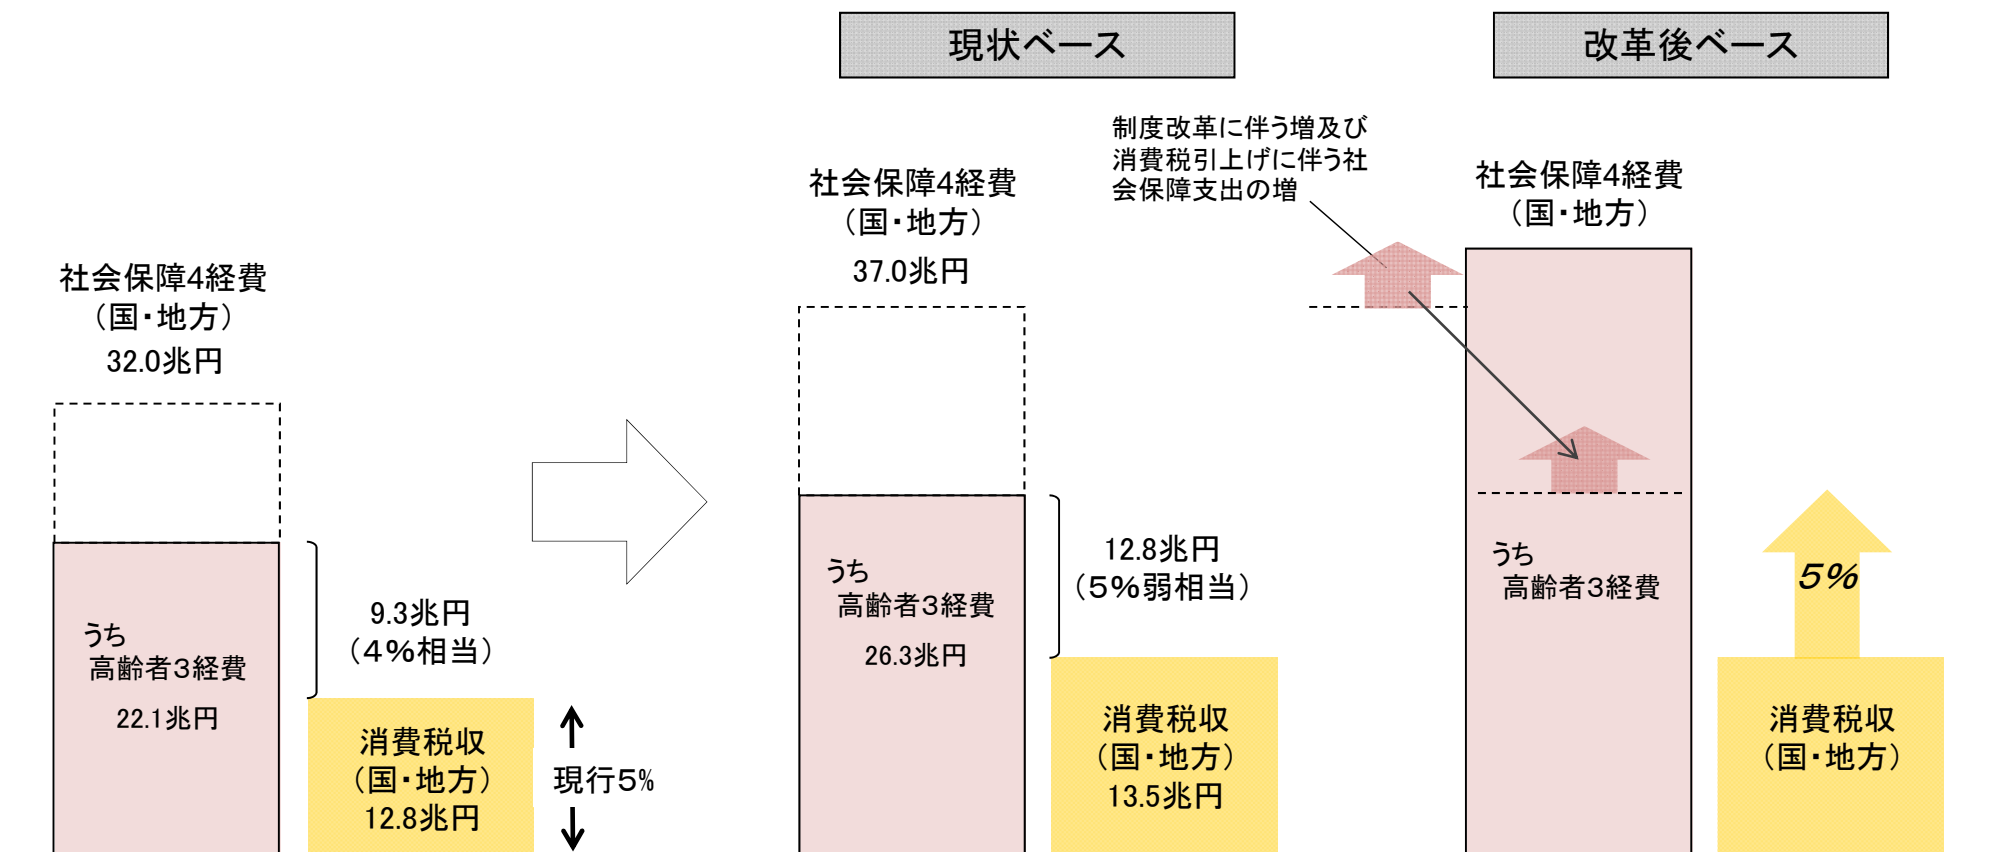 現状ベース
改革後ベース
制度改革に伴う増及び
消費税引上げに伴う社
会保障支出の増
社会保障4経費
（国・地方）
32.0兆円
うち
高齢者３経費
22.1兆円
9.3兆円
（４％相当）
消費税収
（国・地方）
12.8兆円
現行５％
社会保障4経費
（国・地方）
37.0兆円
うち
高齢者３経費
26.3兆円
12.8兆円
（５％弱相当）
消費税収
（国・地方）
13.5兆円
社会保障4経費
（国・地方）
うち
高齢者３経費
５％
消費税収
（国・地方）